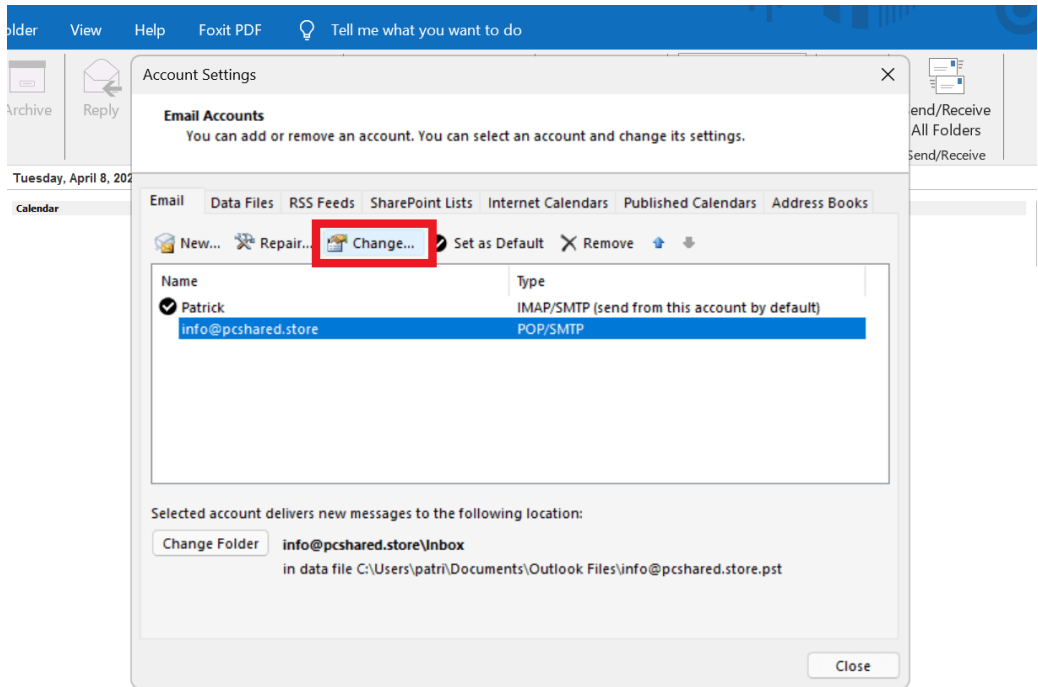 older View Help Foxit PDF Tell me what you want to do
Account Settings
Archive Reply
Send/Receive
All Folders
Send/Receive
Email Accounts
You can add or remove an account. You can select an account and change its settings.
Tuesday, April 8, 202
Calendar
Email Data Files RSS Feeds SharePoint Lists Internet Calendars Published Calendars Address Books
New... Repair... Change... Set as Default Remove
Name Type
Patrick IMAP/SMTP (send from this account by default)
info@pcshared.store POP/SMTP
Selected account delivers new messages to the following location:
Change Folder info@pcshared.store\Inbox
in data file C:\Users\patri\Documents\Outlook Files\info@pcshared.store.pst
Close